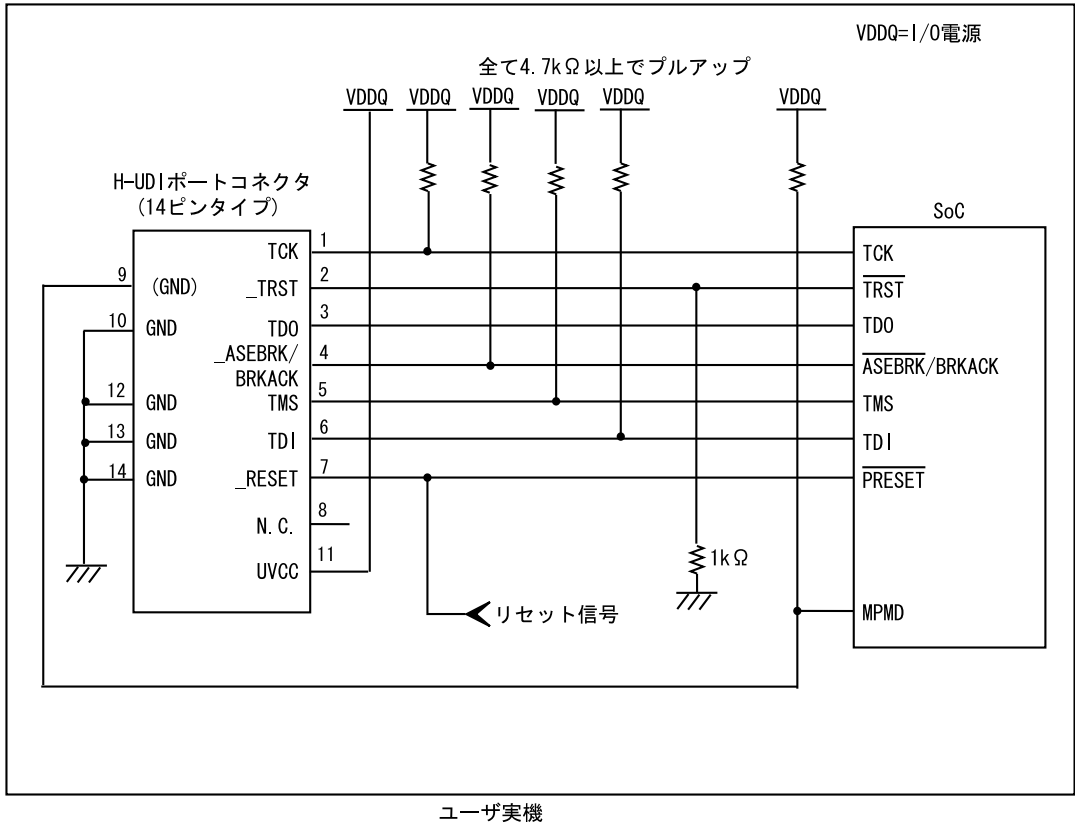 VDDQ=I/O電源
全て4.7kΩ以上でプルアップ
VDDQ VDDQ VDDQ VDDQ VDDQ VDDQ
H-UDIポートコネクタ
(14ピンタイプ)
SoC
TCK 1 TCK
9 (GND) _TRST 2 TRST
10 GND TDO 3 TDO
_ASEBRK/
BRKACK 4 ASEBRK/BRKACK
12 GND TMS 5 TMS
13 GND TDI 6 TDI
14 GND _RESET 7 PRESET
N.C. 8
UVCC 11
1kΩ
リセット信号
MPMD
ユーザ実機